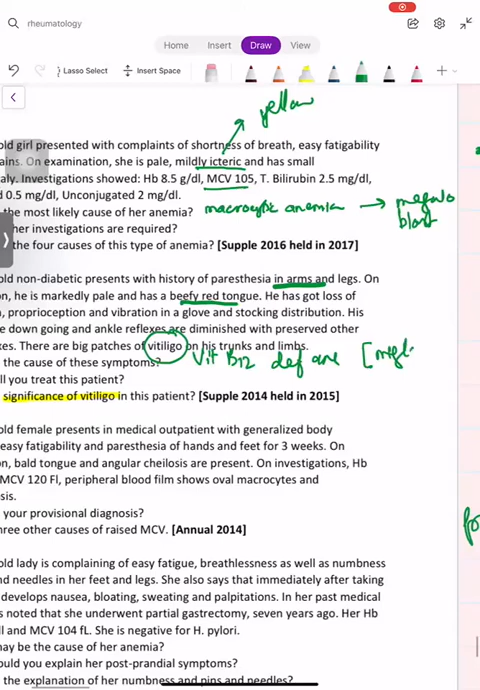 rheumatology
Home Insert Draw View
Lasso Select Insert Space
yellow
old girl presented with complaints of shortness of breath, easy fatigability
ains. On examination, she is pale, mildly icteric and has small
aly. Investigations showed: Hb 8.5 g/dl, MCV 105, T. Bilirubin 2.5 mg/dl,
d 0.5 mg/dl, Unconjugated 2 mg/dl.
the most likely cause of her anemia? macrocytic anemia → megalo
blast
her investigations are required?
the four causes of this type of anemia? [Supple 2016 held in 2017]
old non-diabetic presents with history of paresthesia in arms and legs. On
n, he is markedly pale and has a beefy red tongue. He has got loss of
, proprioception and vibration in a glove and stocking distribution. His
e down going and ankle reflexes are diminished with preserved other
xes. There are big patches of vitiligo on his trunks and limbs.
the cause of these symptoms? Vit B12 def ane [megl
ll you treat this patient?
significance of vitiligo in this patient? [Supple 2014 held in 2015]
old female presents in medical outpatient with generalized body
easy fatigability and paresthesia of hands and feet for 3 weeks. On
on, bald tongue and angular cheilosis are present. On investigations, Hb
MCV 120 Fl, peripheral blood film shows oval macrocytes and
sis.
your provisional diagnosis?
hree other causes of raised MCV. [Annual 2014]
old lady is complaining of easy fatigue, breathlessness as well as numbness
nd needles in her feet and legs. She also says that immediately after taking
develops nausea, bloating, sweating and palpitations. In her past medical
s noted that she underwent partial gastrectomy, seven years ago. Her Hb
ll and MCV 104 fL. She is negative for H. pylori.
may be the cause of her anemia?
ould you explain her post-prandial symptoms?
the explanation of her numbness and pins and needles?